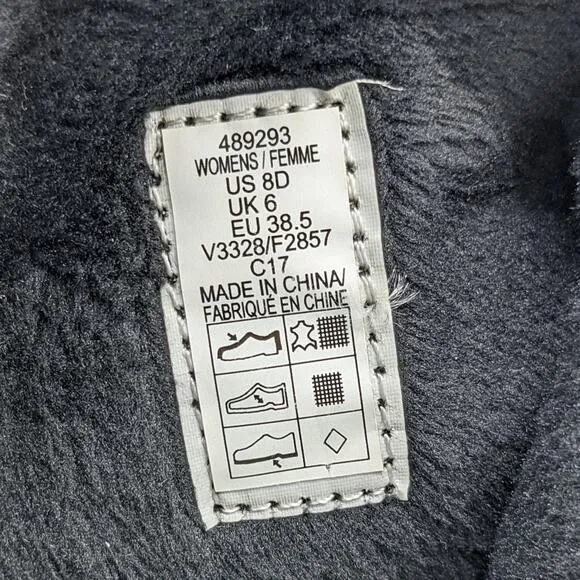 489293
WOMENS / FEMME
US 8D
UK 6
EU 38.5
V3328/F2857
C17
MADE IN CHINA/
FABRIQUÉ EN CHINE